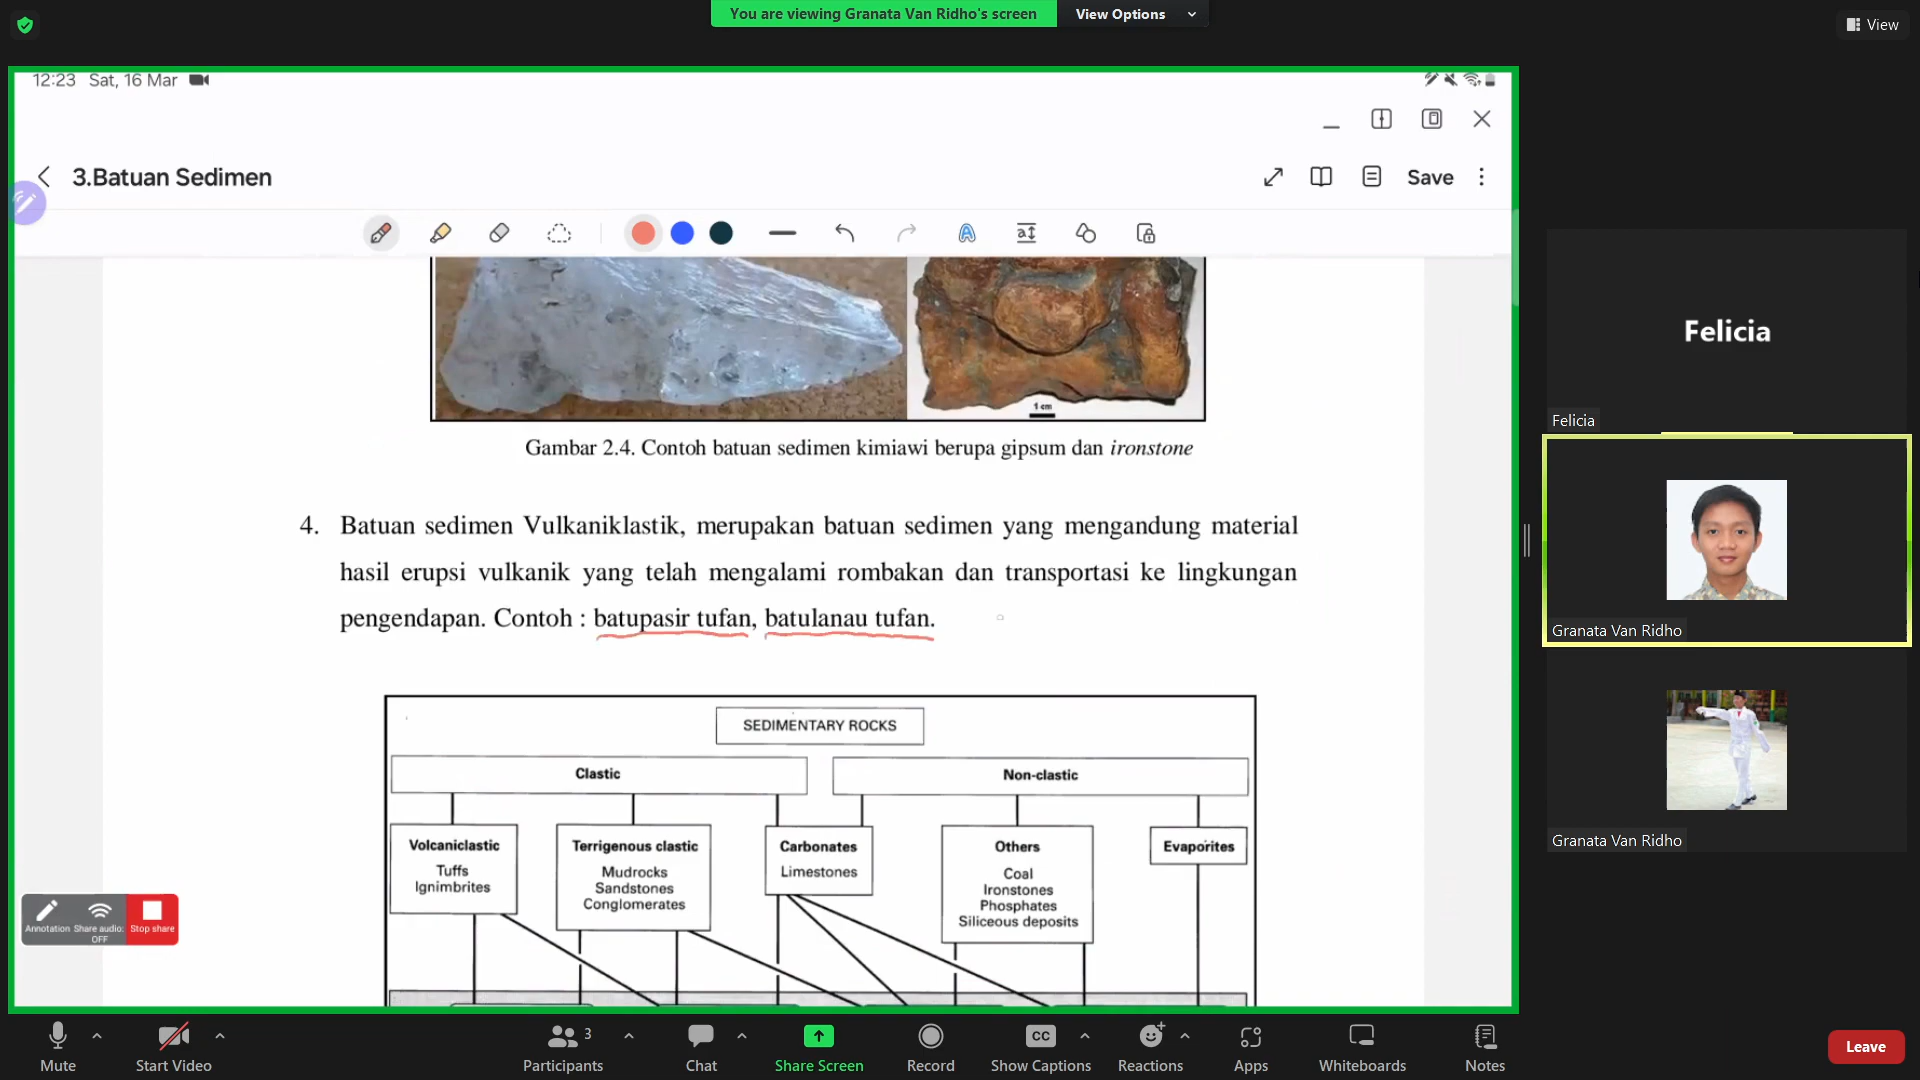 You are viewing Granata Van Ridho's screen
View Options
View
12:23 Sat, 16 Mar
3.Batuan Sedimen
Save
1 cm
Gambar 2.4. Contoh batuan sedimen kimiawi berupa gipsum dan ironstone
4. Batuan sedimen Vulkaniklastik, merupakan batuan sedimen yang mengandung material
hasil erupsi vulkanik yang telah mengalami rombakan dan transportasi ke lingkungan
pengendapan. Contoh : batupasir tufan, batulanau tufan.
SEDIMENTARY ROCKS
Clastic
Non-clastic
Volcaniclastic
Tuffs
Ignimbrites
Terrigenous clastic
Mudrocks
Sandstones
Conglomerates
Carbonates
Limestones
Others
Coal
Ironstones
Phosphates
Siliceous deposits
Evaporites
Annotation
Share audio:
OFF
Stop share
Felicia
Felicia
Granata Van Ridho
Granata Van Ridho
Mute
Start Video
Participants
3
Chat
Share Screen
Record
CC
Show Captions
Reactions
Apps
Whiteboards
Notes
Leave